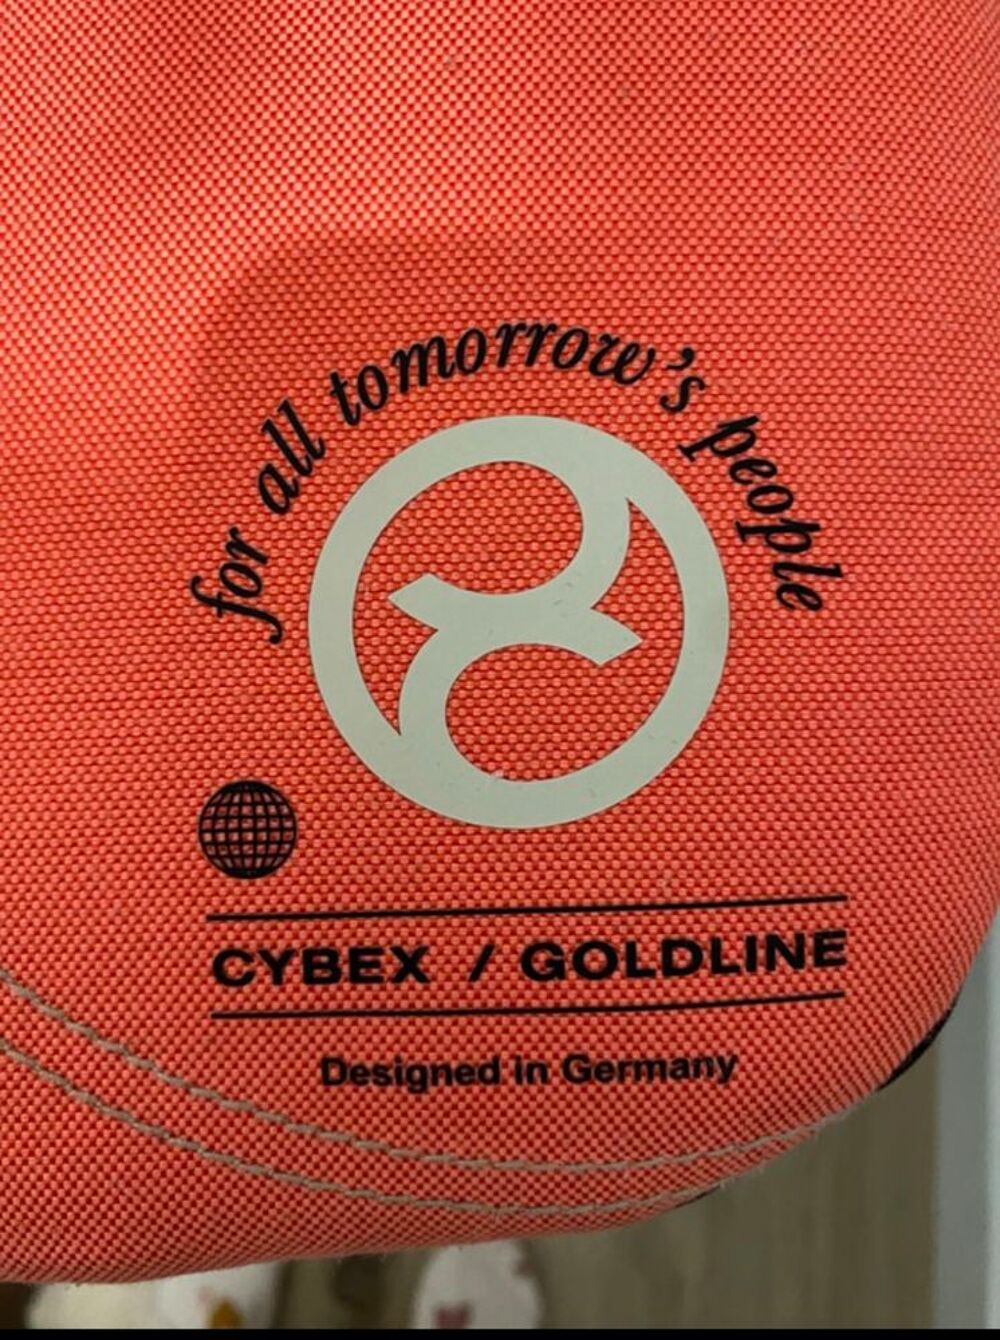 for all tomorrow's people
CYBEX / GOLDLINE
Designed in Germany